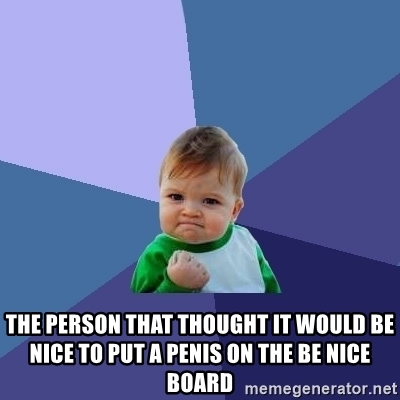 THE PERSON THAT THOUGHT IT WOULD BE
NICE TO PUT A PENIS ON THE BE NICE
BOARD
memegenerator.net